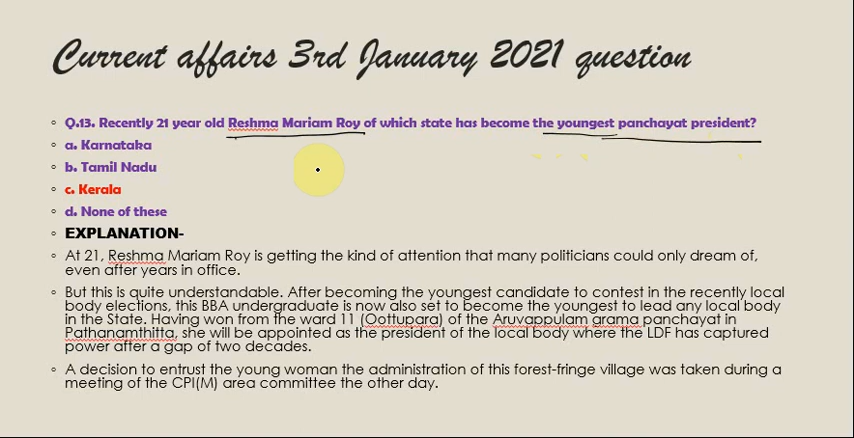 Current affairs 3rd January 2021 question
Q.13. Recently 21 year old Reshma Mariam Roy of which state has become the youngest panchayat president?
a. Karnataka
b. Tamil Nadu
c. Kerala
d. None of these
EXPLANATION-
At 21, Reshma Mariam Roy is getting the kind of attention that many politicians could only dream of,
even after years in office.
But this is quite understandable. After becoming the youngest candidate to contest in the recently local
body elections, this BBA undergraduate is now also set to become the youngest to lead any local body
in the State. Having won from the ward 11 (Oottupara) of the Aruvappulam grama panchayat in
Pathanamthitta, she will be appointed as the president of the local body where the LDF has captured
power after a gap of two decades.
A decision to entrust the young woman the administration of this forest-fringe village was taken during a
meeting of the CPI(M) area committee the other day.